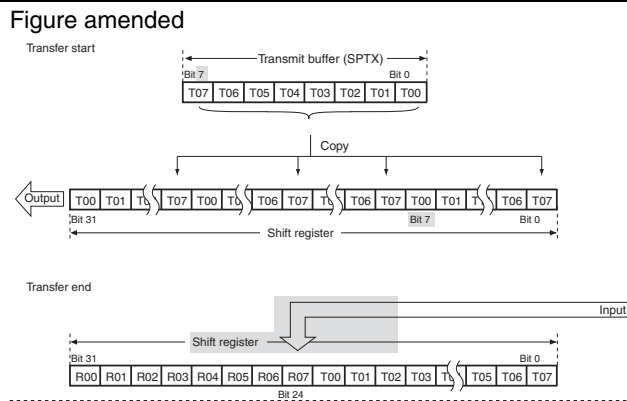 Figure amended
Transfer start
Transmit buffer (SPTX)
Bit 7 Bit 0
T07 T06 T05 T04 T03 T02 T01 T00
Copy
Output
T00 T01 T07 T00 T06 T07 T06 T07 T00 T01 T06 T07
Bit 31 Bit 7 Bit 0
Shift register
Transfer end
Input
Shift register
Bit 31 Bit 0
R00 R01 R02 R03 R04 R05 R06 R07 T00 T01 T02 T03 T05 T06 T07
Bit 24